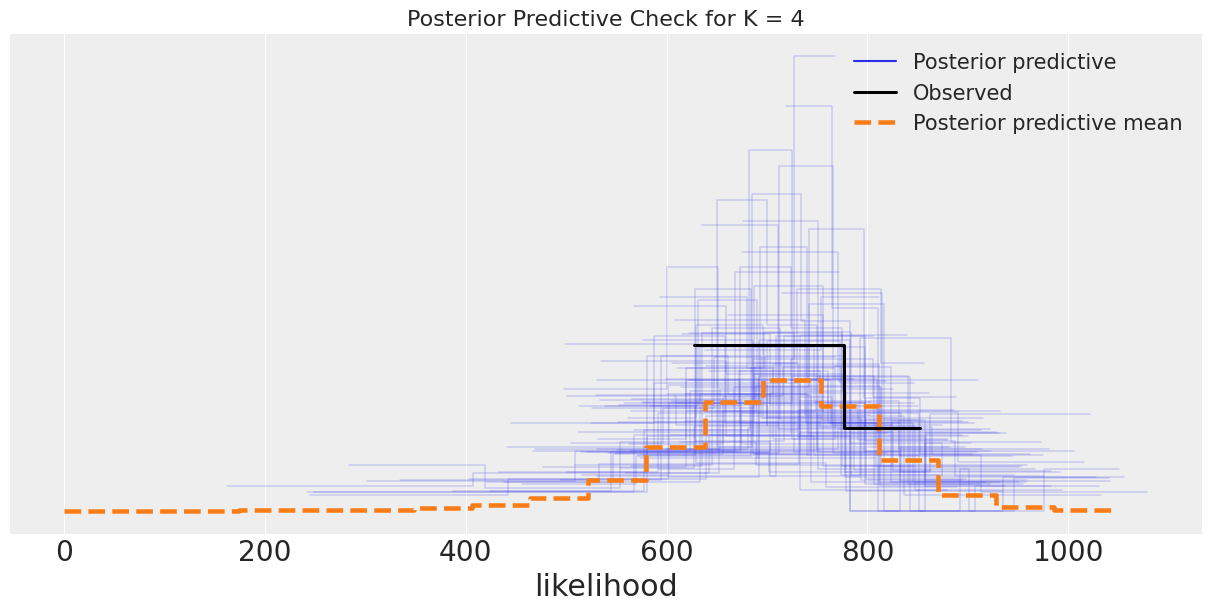 Posterior Predictive Check for K = 4
Posterior predictive
Observed
Posterior predictive mean
0 200 400 600 800 1000
likelihood